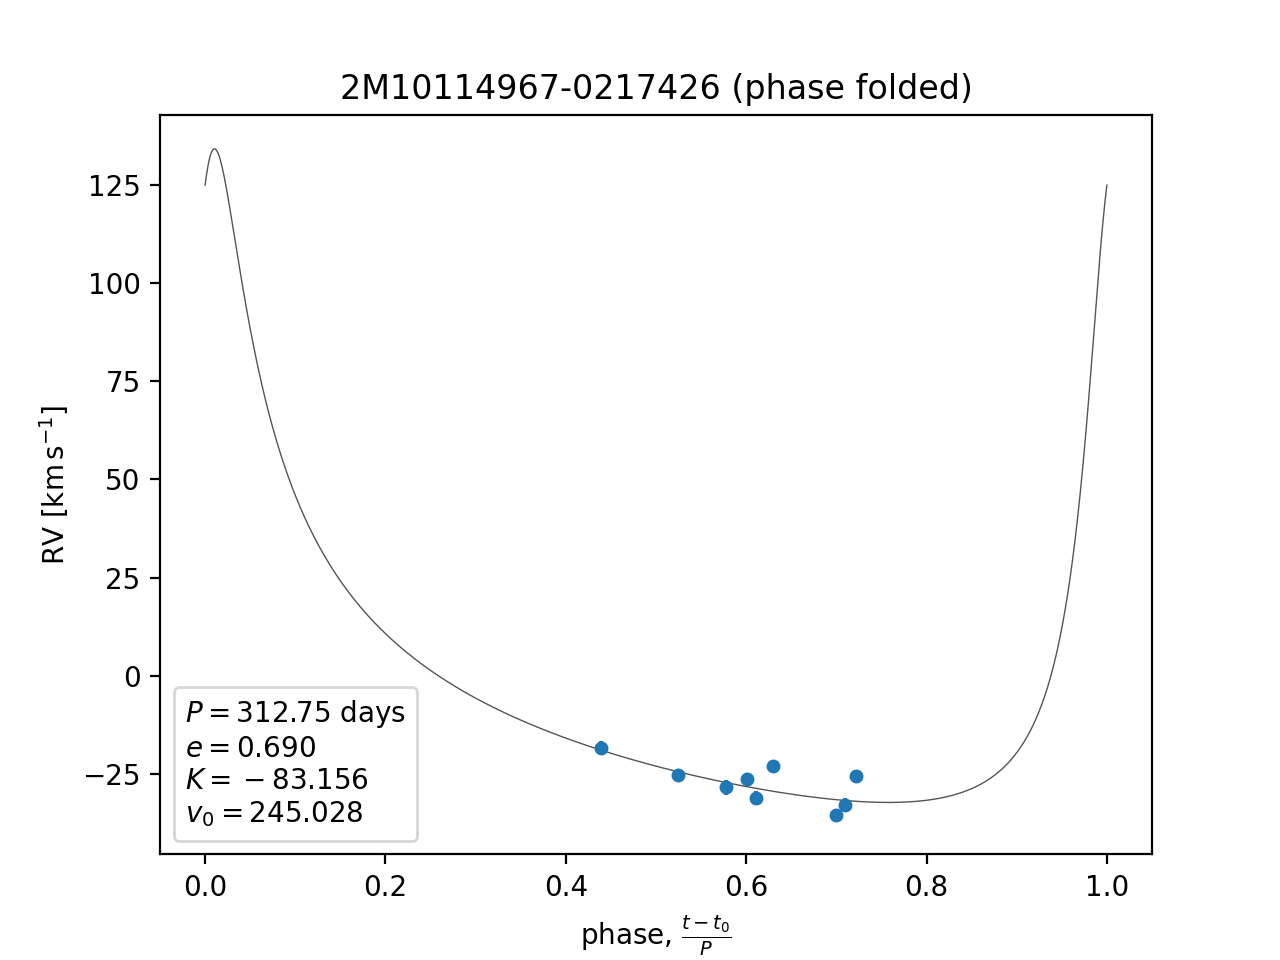 2M10114967-0217426 (phase folded)
RV [km s⁻¹]
125
100
75
50
25
0
−25
P = 312.75 days
e = 0.690
K = −83.156
v₀ = 245.028
0.0 0.2 0.4 0.6 0.8 1.0
phase, (t − t₀)/P